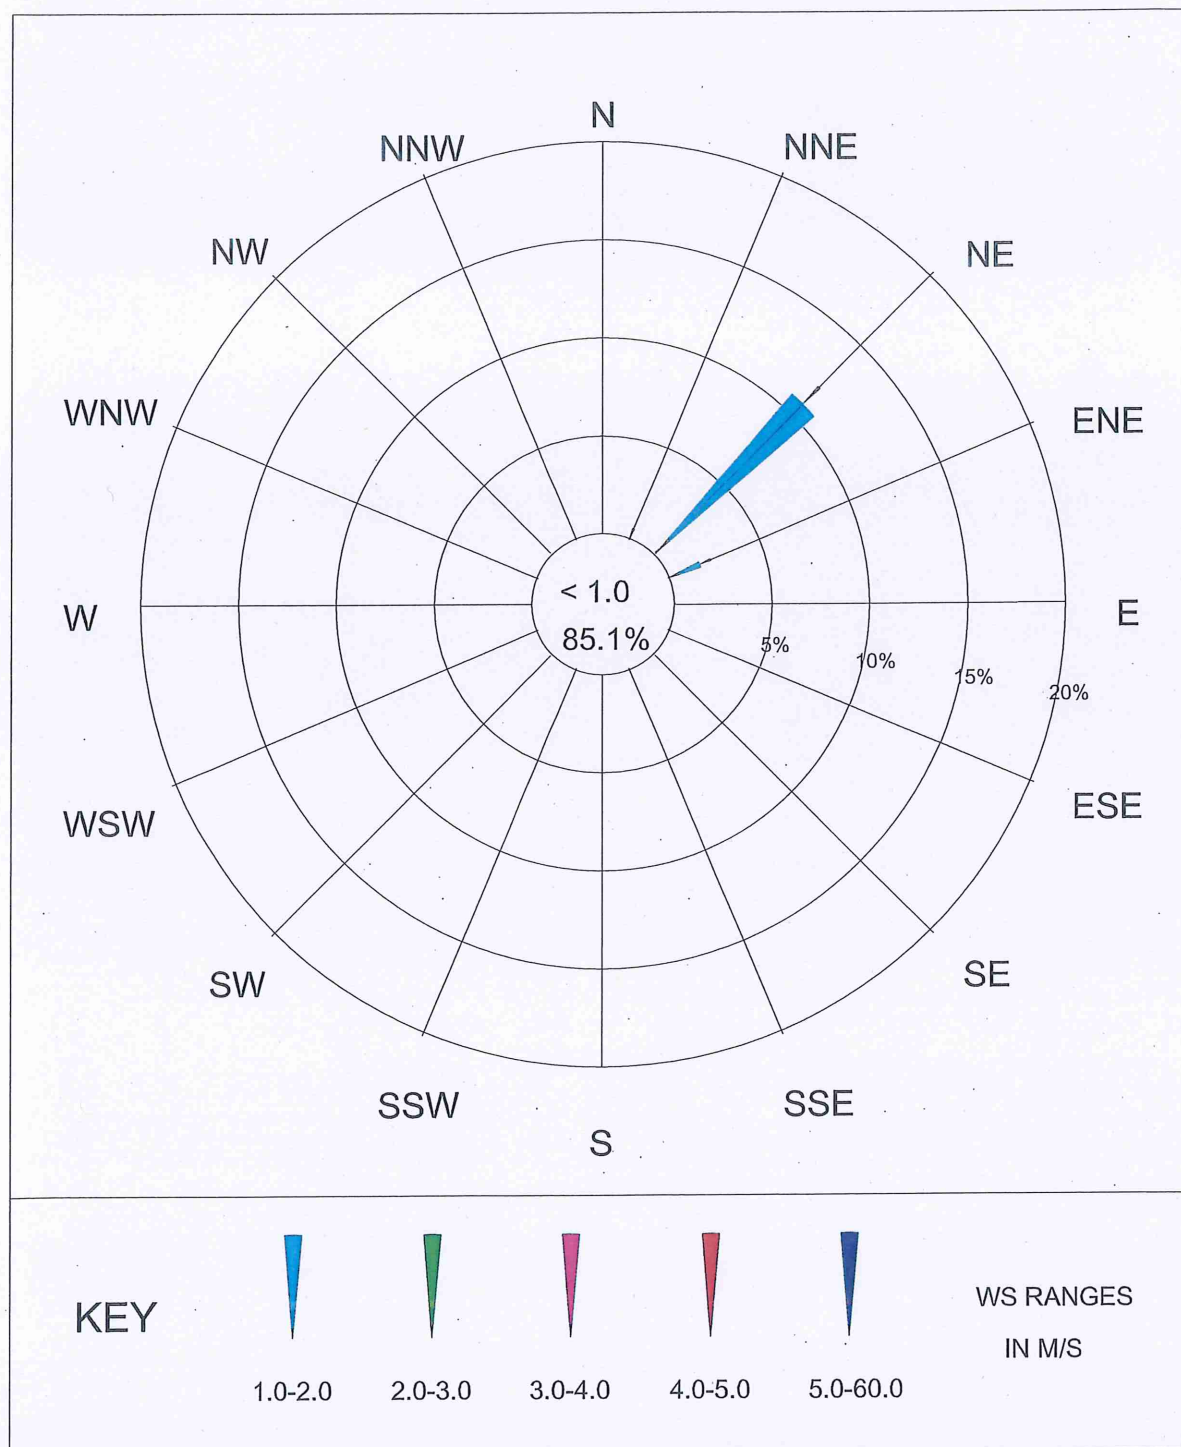 N
NNW
NNE
NW
NE
WNW
ENE
< 1.0
W
E
85.1%
5%
10%
15%
20%
WSW
ESE
SW
SE
SSW
SSE
S
KEY
WS RANGES
IN M/S
1.0-2.0
2.0-3.0
3.0-4.0
4.0-5.0
5.0-60.0